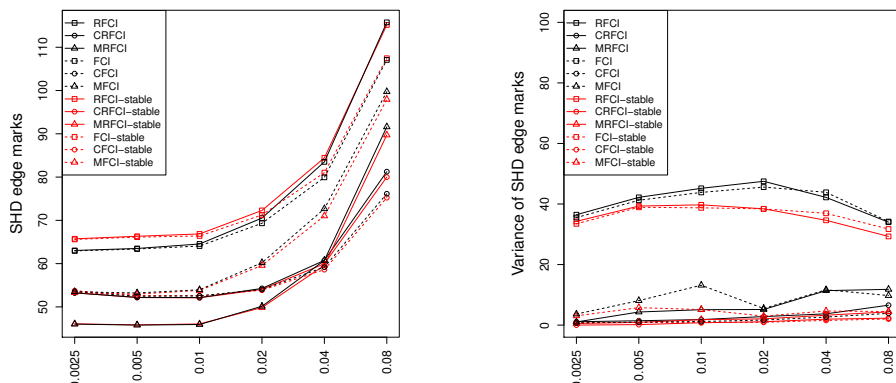 SHD edge marks
110
100
90
80
70
60
50
RFCI
CRFCI
MRFCI
FCI
CFCI
MFCI
RFCI−stable
CRFCI−stable
MRFCI−stable
FCI−stable
CFCI−stable
MFCI−stable
0.0025
0.005
0.01
0.02
0.04
0.08
Variance of SHD edge marks
100
80
60
40
20
0
RFCI
CRFCI
MRFCI
FCI
CFCI
MFCI
RFCI−stable
CRFCI−stable
MRFCI−stable
FCI−stable
CFCI−stable
MFCI−stable
0.0025
0.005
0.01
0.02
0.04
0.08